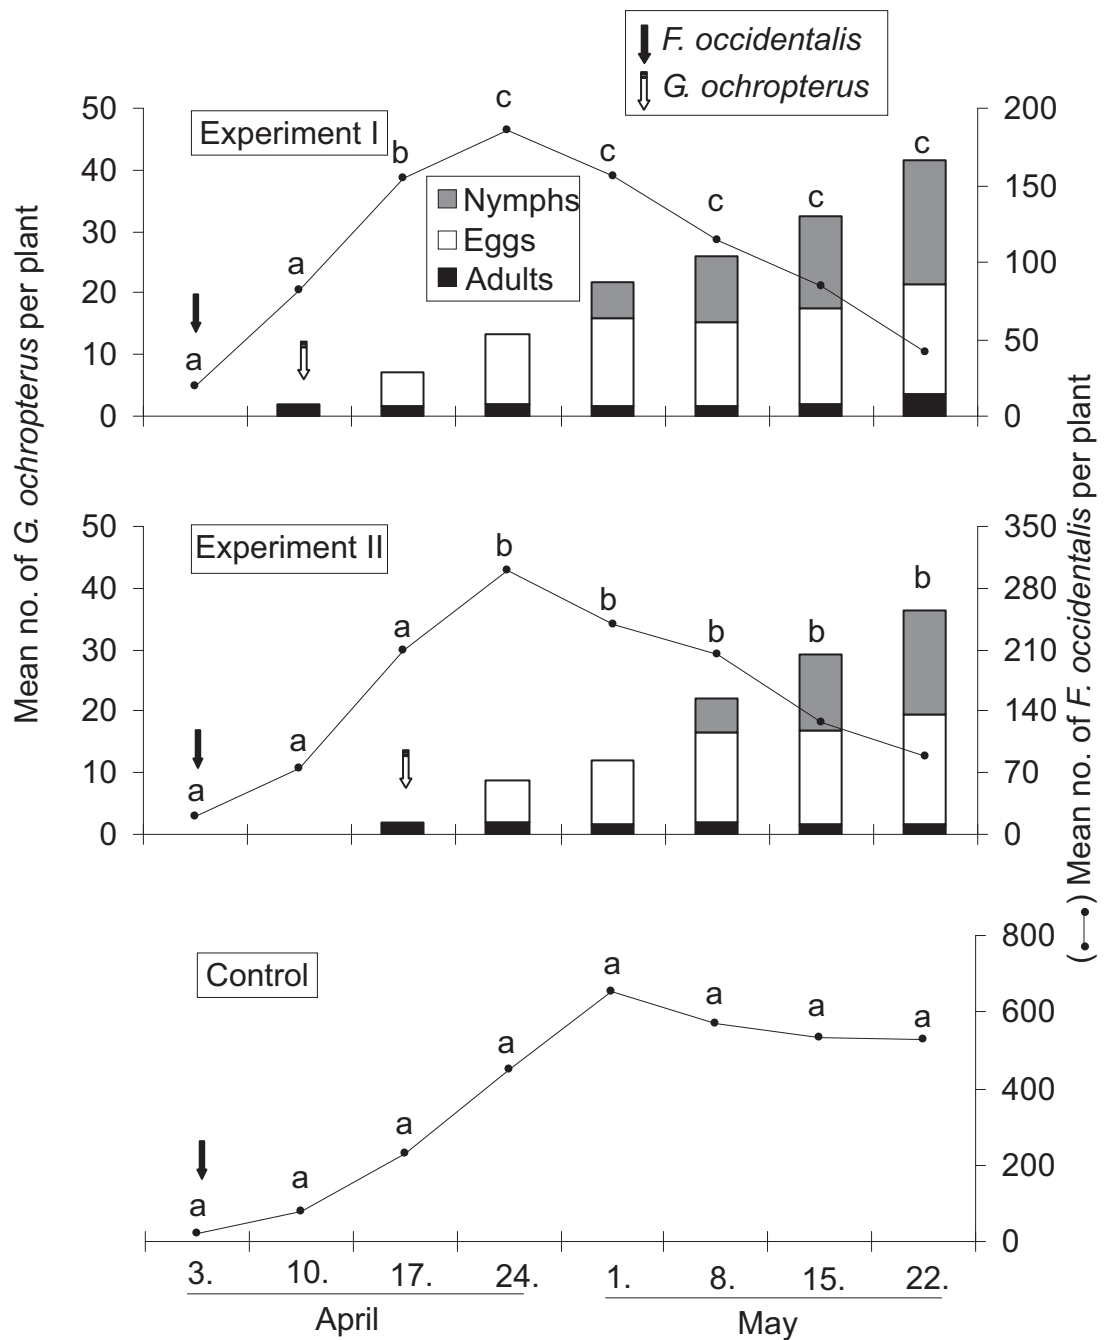 F. occidentalis
G. ochropterus
Mean no. of G. ochropterus per plant
(•—•) Mean no. of F. occidentalis per plant
Experiment I
50
40
30
20
10
0
200
150
100
50
0
Nymphs
Eggs
Adults
a
a
b
c
c
c
c
c
Experiment II
50
40
30
20
10
0
350
280
210
140
70
0
a
a
a
b
b
b
b
b
Control
800
600
400
200
0
a
a
a
a
a
a
a
a
3. 10. 17. 24. 1. 8. 15. 22.
April May